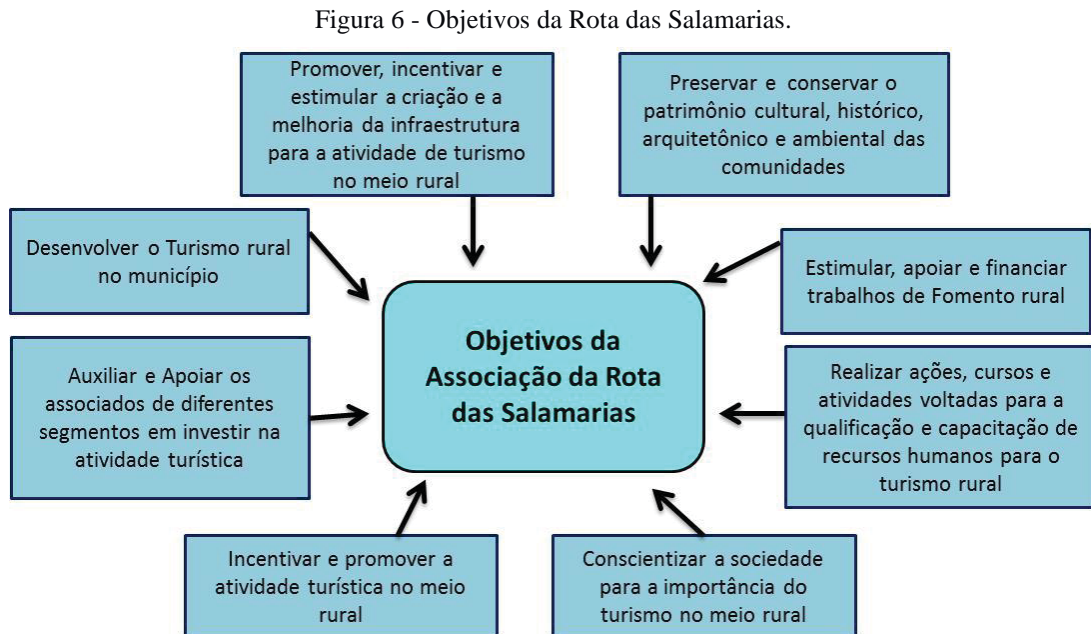 Figura 6 - Objetivos da Rota das Salamarias.
Promover, incentivar e
estimular a criação e a
melhoria da infraestrutura
para a atividade de turismo
no meio rural
Preservar e conservar o
patrimônio cultural, histórico,
arquitetônico e ambiental das
comunidades
Desenvolver o Turismo rural
no município
Estimular, apoiar e financiar
trabalhos de Fomento rural
Objetivos da
Associação da Rota
das Salamarias
Auxiliar e Apoiar os
associados de diferentes
segmentos em investir na
atividade turística
Realizar ações, cursos e
atividades voltadas para a
qualificação e capacitação de
recursos humanos para o
turismo rural
Incentivar e promover a
atividade turística no meio
rural
Conscientizar a sociedade
para a importância do
turismo no meio rural